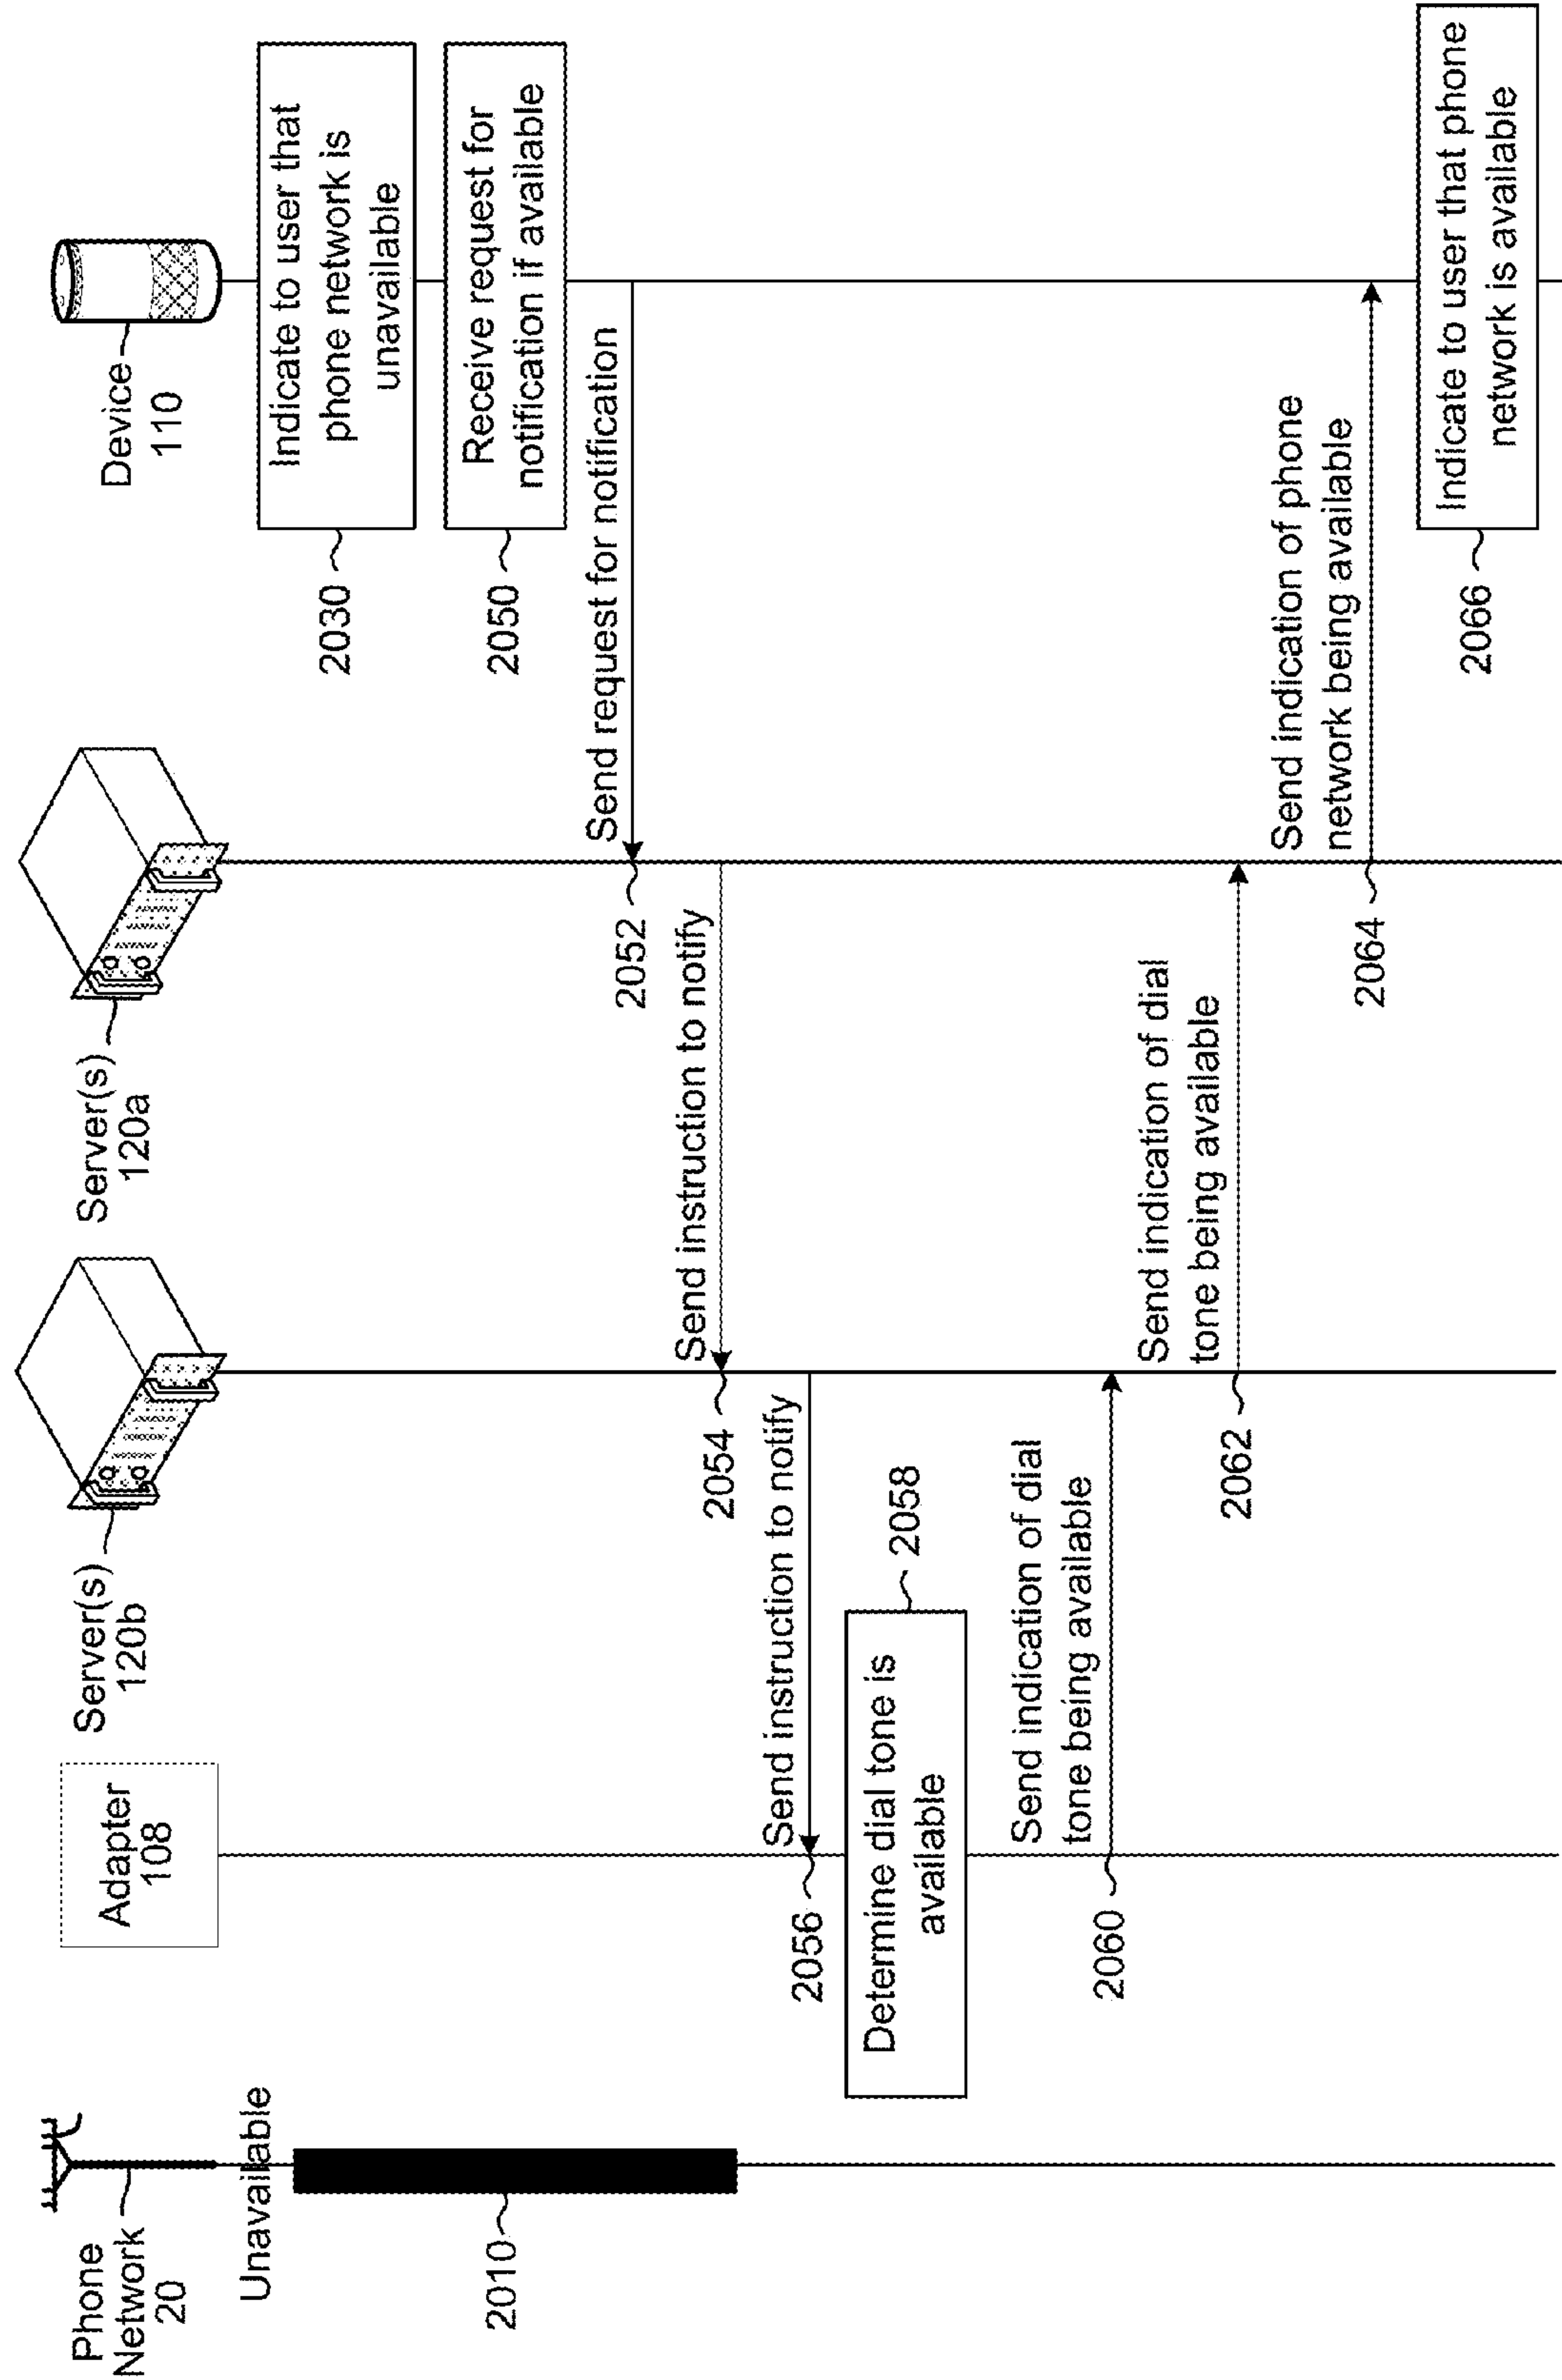 Phone
Network
20
Adapter
108
Server(s)
120b
Server(s)
120a
Device
110
Unavailable
2010
Indicate to user that
phone network is
unavailable
2030
Receive request for
notification if available
2050
Send request for notification
2052
Send instruction to notify
2054
Send instruction to notify
2056
Determine dial tone is
available
2058
Send indication of dial
tone being available
2060
Send indication of dial
tone being available
2062
Send indication of phone
network being available
2064
Indicate to user that phone
network is available
2066